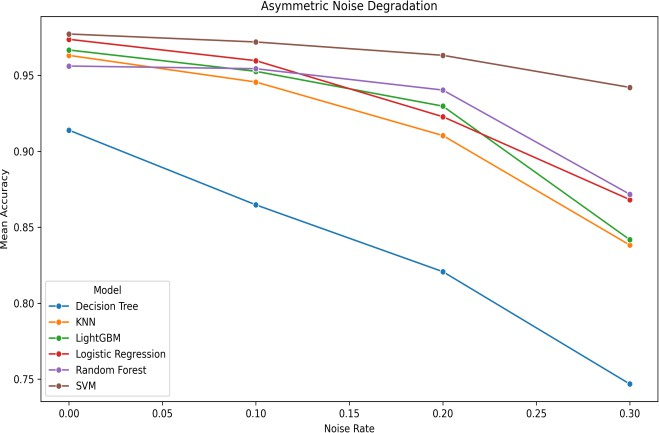 Asymmetric Noise Degradation
Mean Accuracy
0.95
0.90
0.85
0.80
0.75
Model
Decision Tree
KNN
LightGBM
Logistic Regression
Random Forest
SVM
0.00 0.05 0.10 0.15 0.20 0.25 0.30
Noise Rate